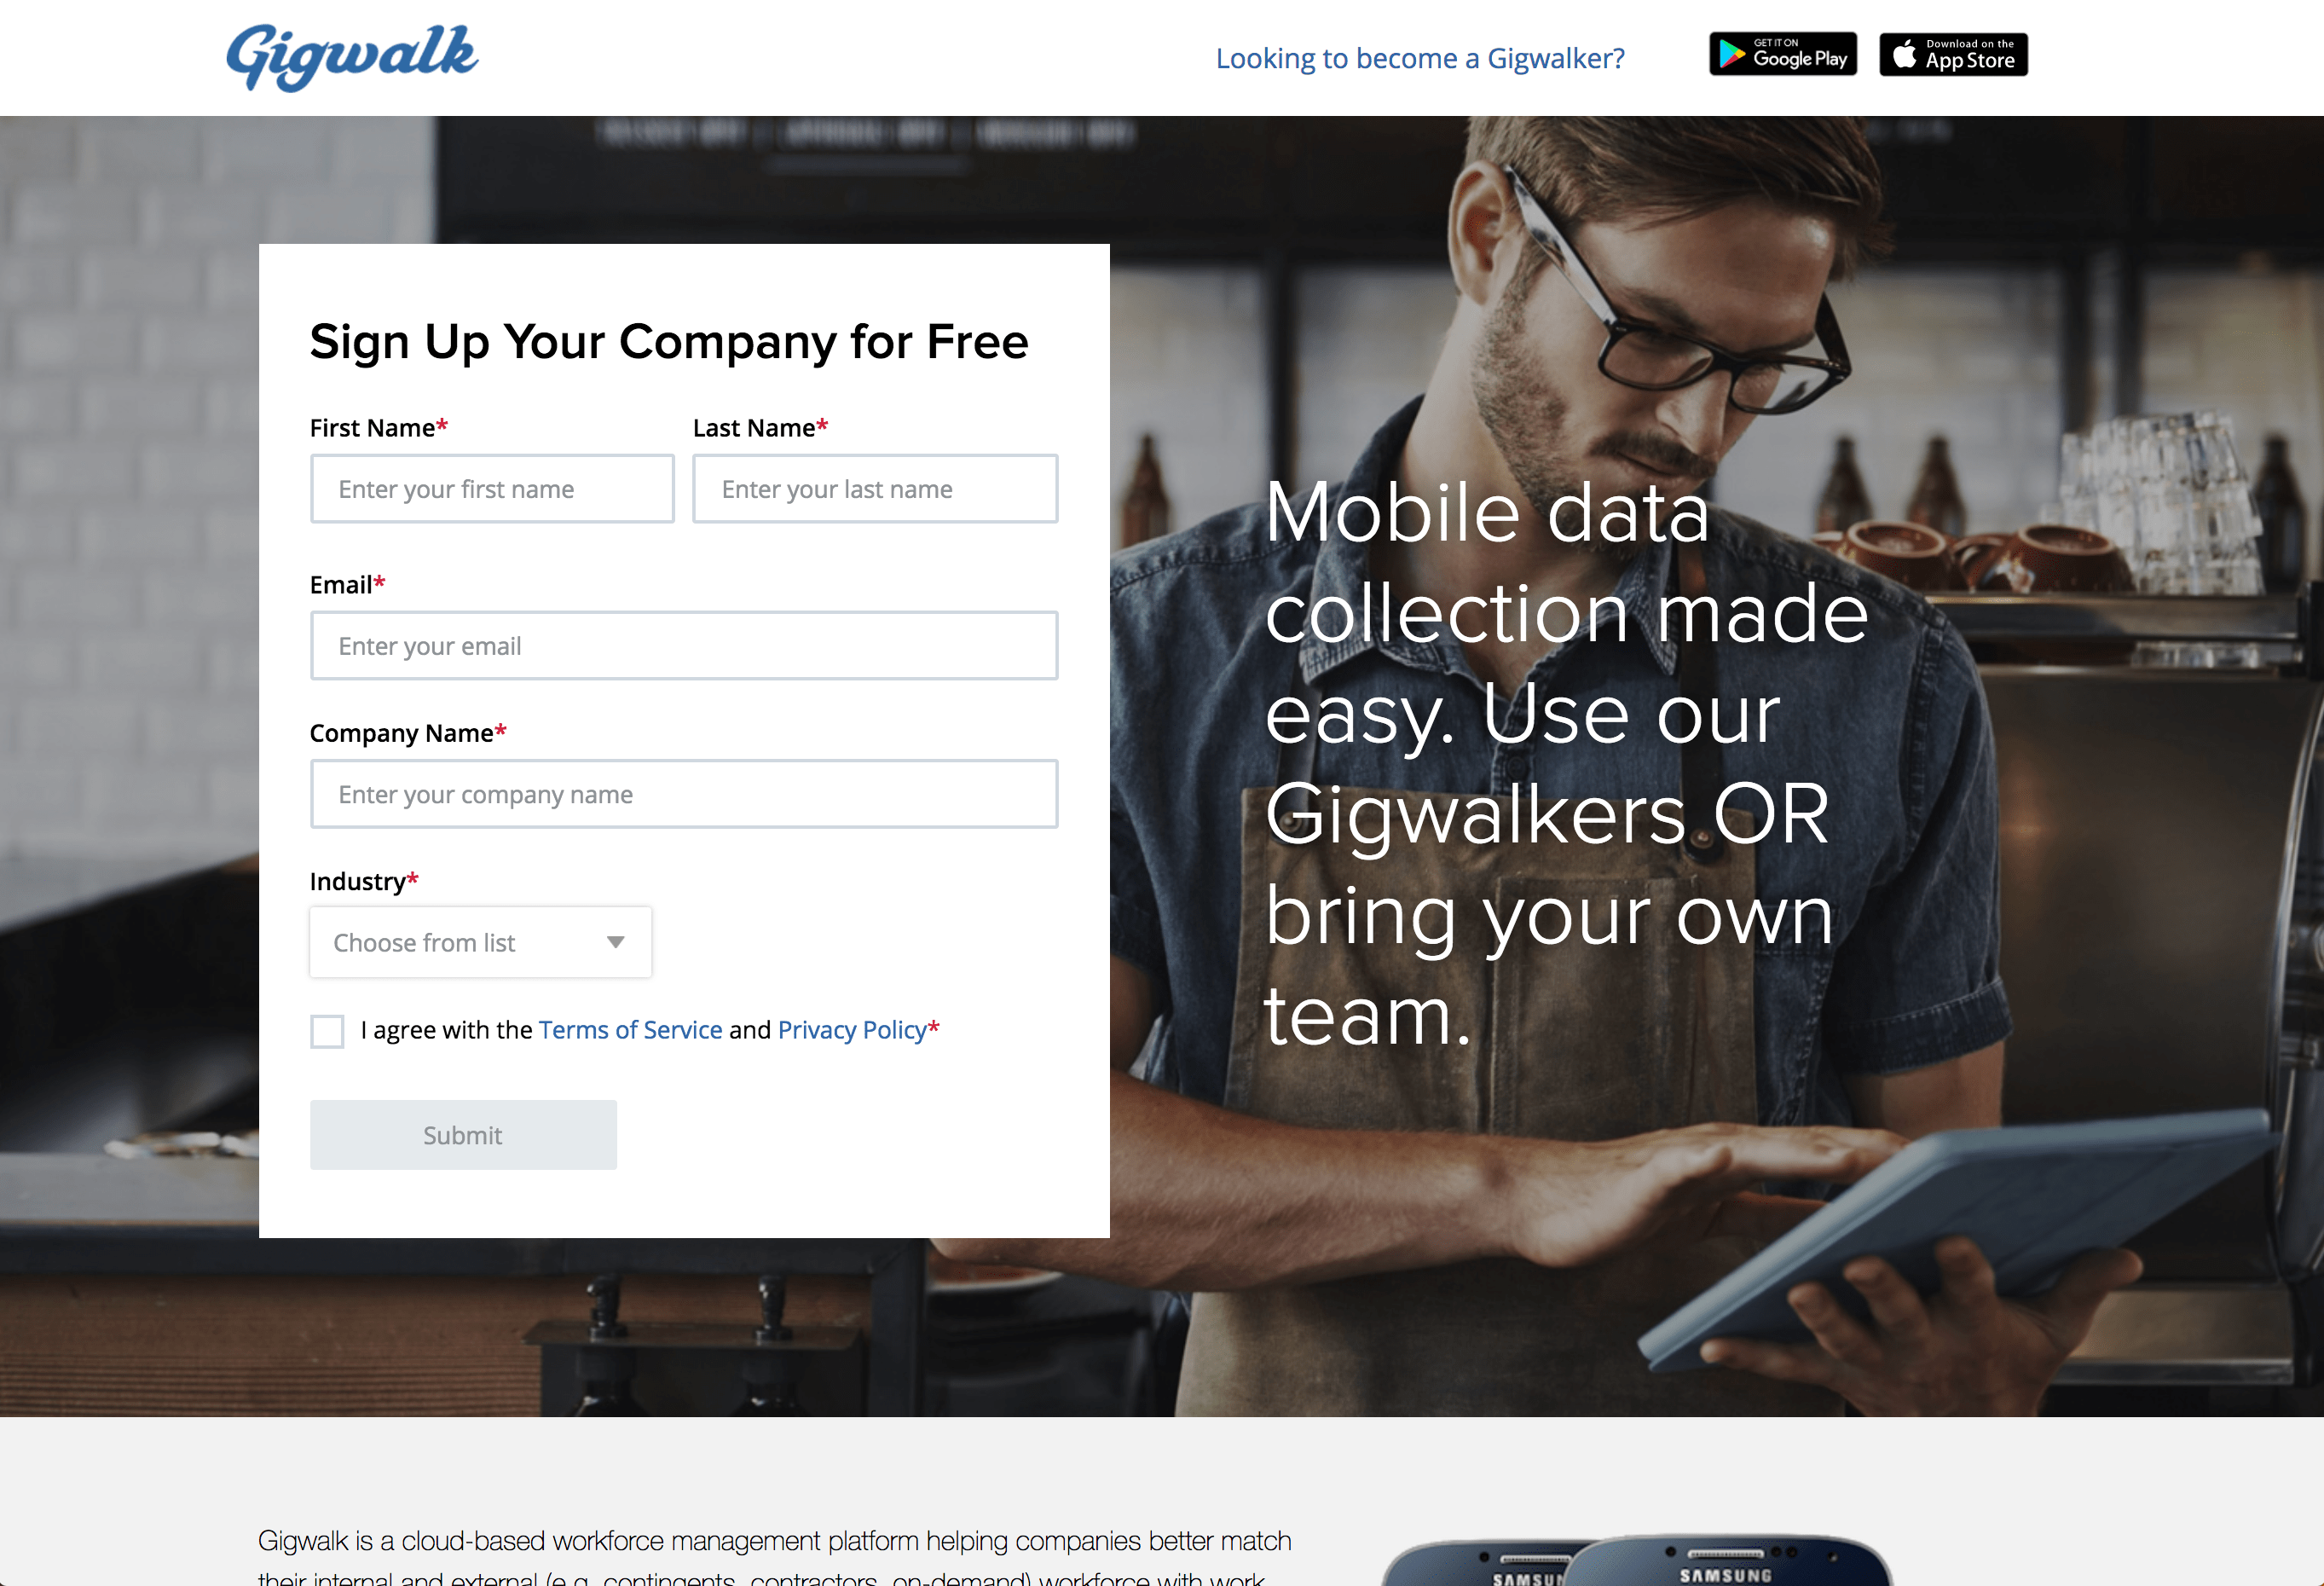 Gigwalk
Looking to become a Gigwalker?
GET IT ON
Google Play
Download on the
App Store
Sign Up Your Company for Free
First Name*
Last Name*
Enter your first name
Enter your last name
Email*
Enter your email
Company Name*
Enter your company name
Industry*
Choose from list
I agree with the Terms of Service and Privacy Policy*
Submit
Mobile data
collection made
easy. Use our
Gigwalkers OR
bring your own
team.
Gigwalk is a cloud-based workforce management platform helping companies better match
their internal and external (e.g. contingents, contractors, on-demand) workforce with work
SAMSUNG